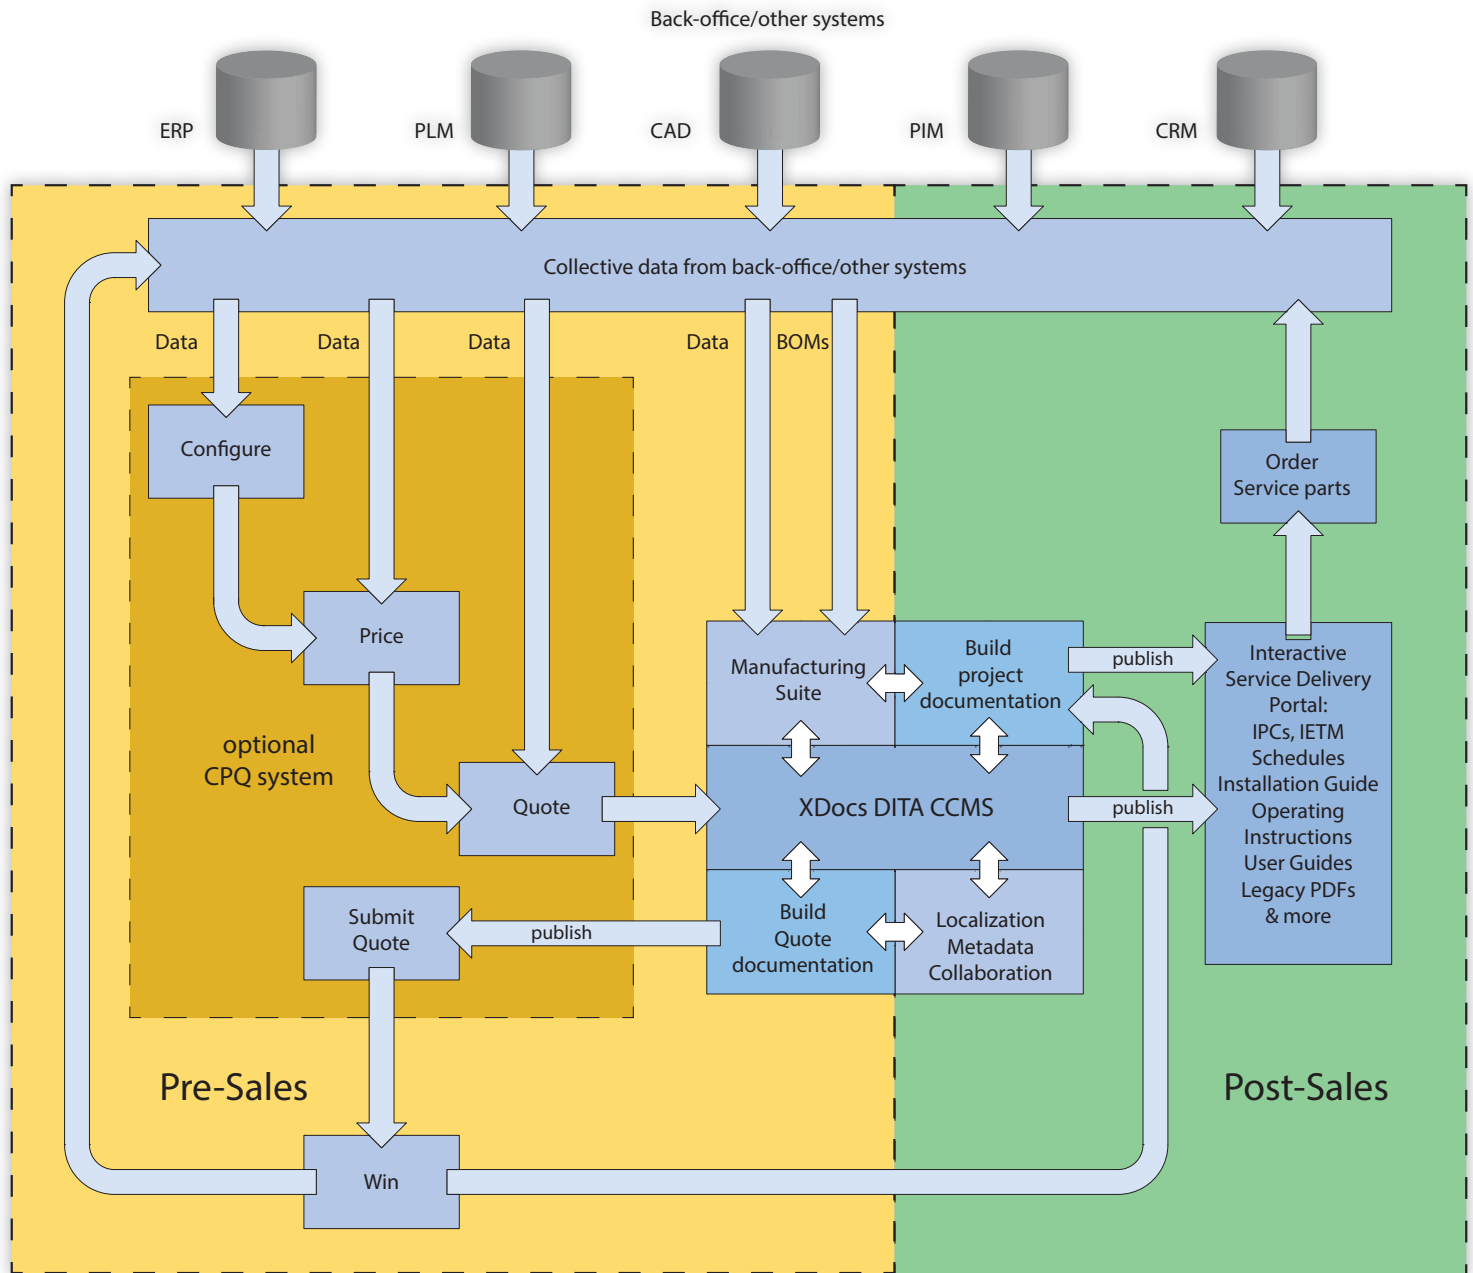 Back-office/other systems
ERP
PLM
CAD
PIM
CRM
Collective data from back-office/other systems
Data
Data
Data
Data
BOMs
Configure
Order
Service parts
Price
Manufacturing
Suite
Build
project
documentation
publish
Interactive
Service Delivery
Portal:
IPCs, IETM
Schedules
Installation Guide
Operating
Instructions
User Guides
Legacy PDFs
& more
optional
CPQ system
Quote
XDocs DITA CCMS
publish
Submit
Quote
publish
Build
Quote
documentation
Localization
Metadata
Collaboration
Pre-Sales
Post-Sales
Win